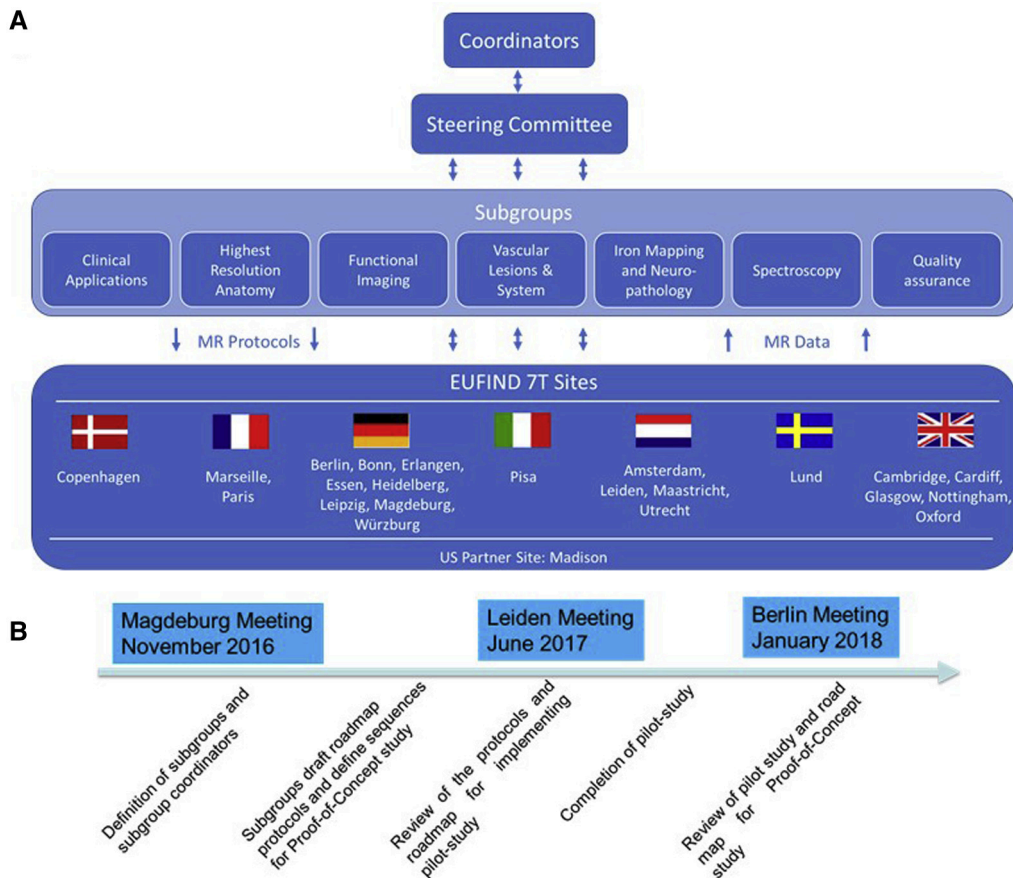 A
Coordinators
Steering Committee
Subgroups
Clinical
Applications
Highest
Resolution
Anatomy
Functional
Imaging
Vascular
Lesions &
System
Iron Mapping
and Neuro-
pathology
Spectroscopy
Quality
assurance
MR Protocols
MR Data
EUFIND 7T Sites
Copenhagen
Marseille,
Paris
Berlin, Bonn, Erlangen,
Essen, Heidelberg,
Leipzig, Magdeburg,
Würzburg
Pisa
Amsterdam,
Leiden, Maastricht,
Utrecht
Lund
Cambridge, Cardiff,
Glasgow, Nottingham,
Oxford
US Partner Site: Madison
B
Magdeburg Meeting
November 2016
Leiden Meeting
June 2017
Berlin Meeting
January 2018
Definition of subgroups and
subgroup coordinators
Subgroups draft roadmap
protocols and define sequences
for Proof-of-Concept study
Review of the protocols and
roadmap for implementing
pilot-study
Completion of pilot-study
Review of pilot study and road
map for Proof-of-Concept
study